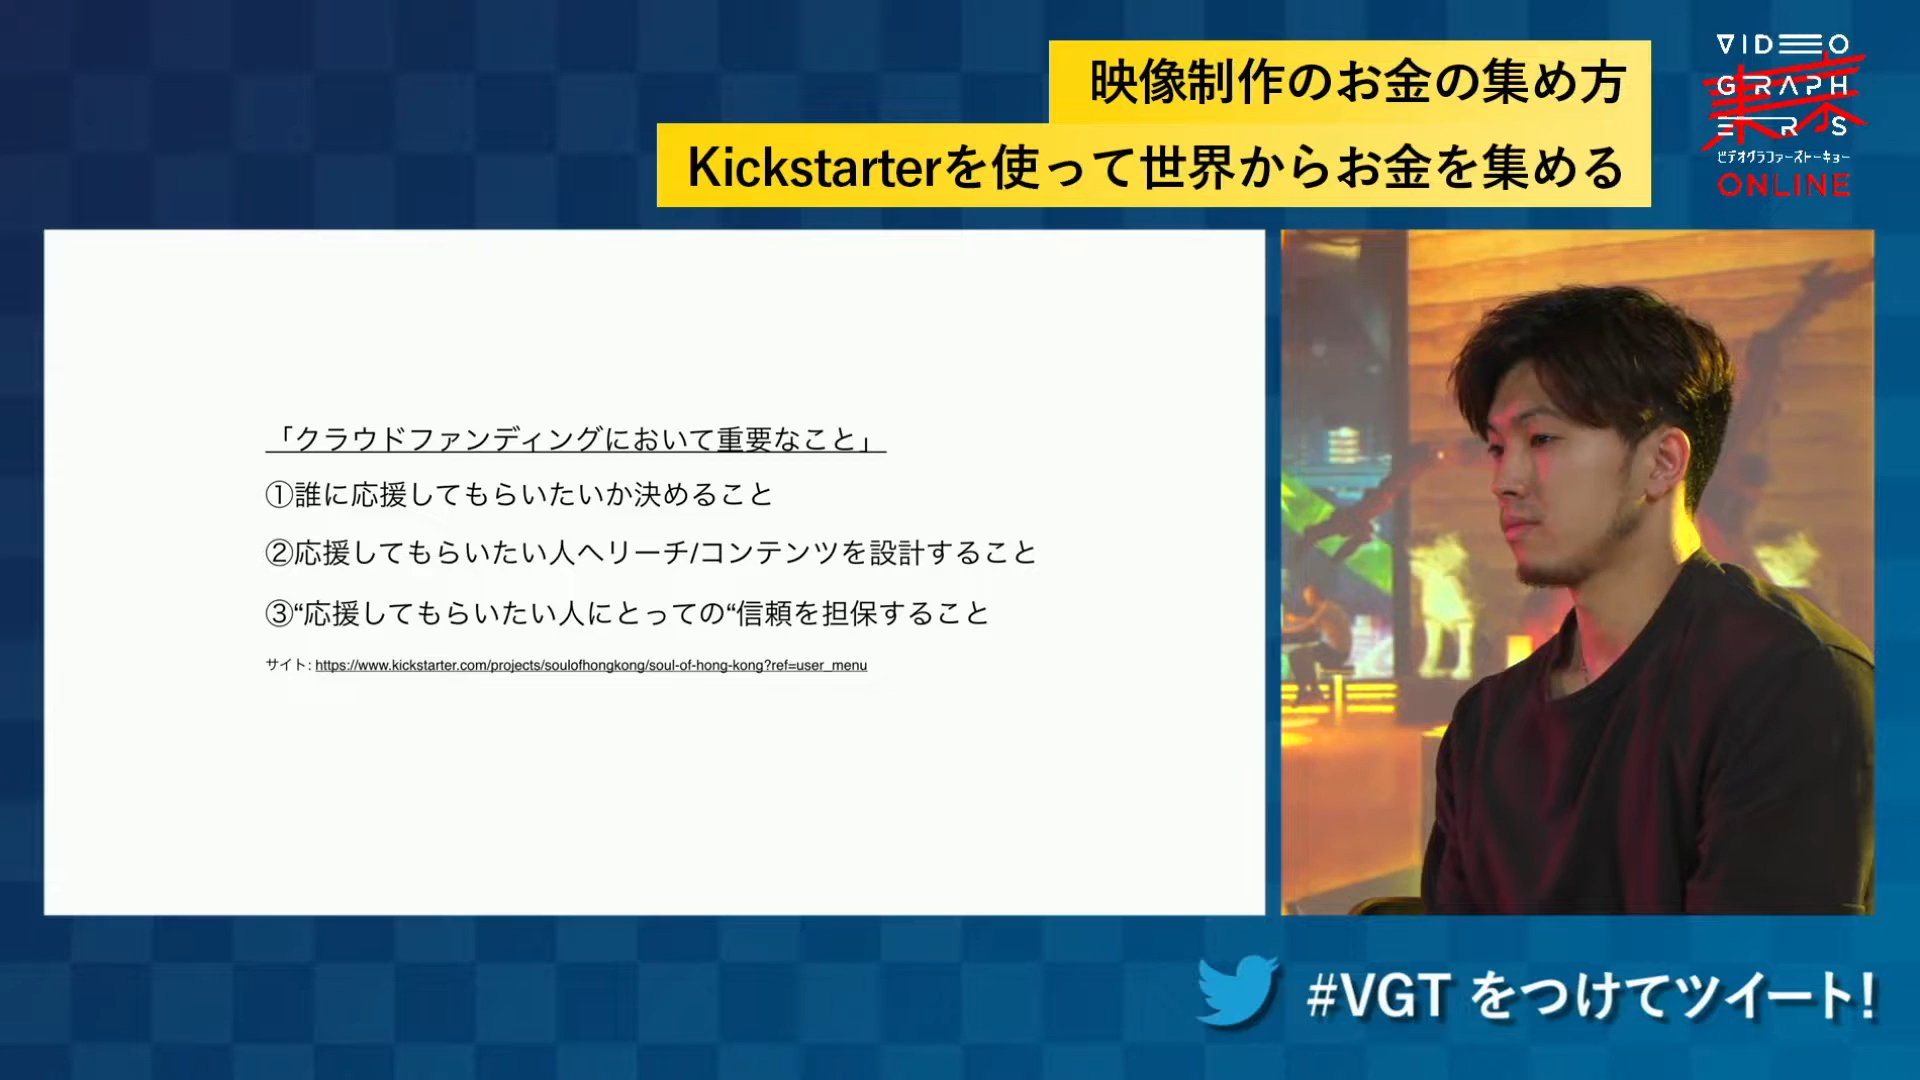 映像制作のお金の集め方
Kickstarterを使って世界からお金を集める
VIDEO
GRAPH
ERS
東京
ビデオグラファーズトーキョー
ONLINE
「クラウドファンディングにおいて重要なこと」
①誰に応援してもらいたいか決めること
②応援してもらいたい人へリーチ/コンテンツを設計すること
③“応援してもらいたい人にとっての“信頼を担保すること
サイト: https://www.kickstarter.com/projects/soulofhongkong/soul-of-hong-kong?ref=user_menu
#VGT をつけてツイート!